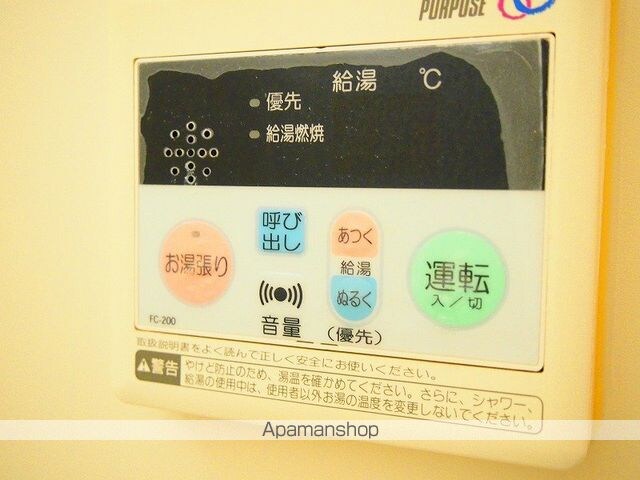 PURPOSE
給湯 ℃
優先
給湯燃焼
呼び
出し
お湯張り
あつく
給湯
ぬるく
(優先)
運転
入/切
音量
FC-200
取扱説明書をよく読んで正しく安全にお使いください。
警告
やけど防止のため、湯温を確かめてください。さらに、シャワー、
給湯の使用中は、使用者以外お湯の温度を変更しないでください。
Apamanshop